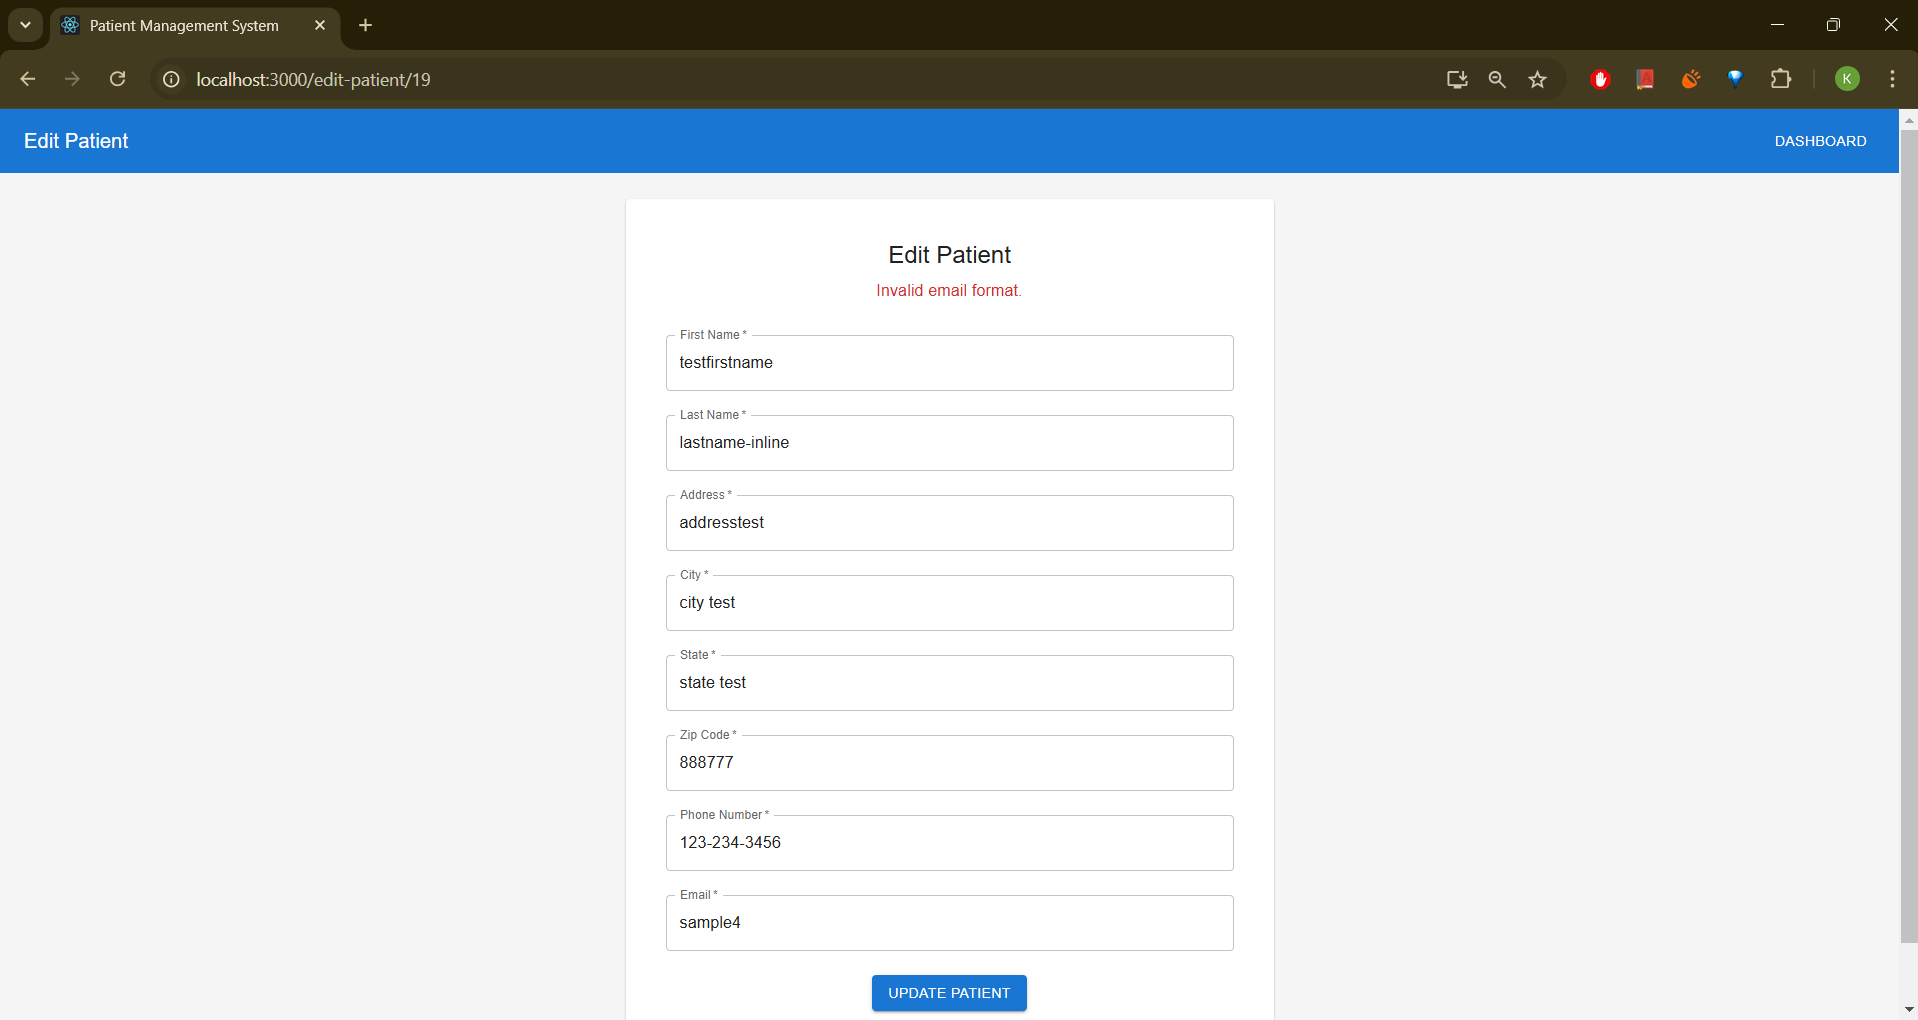 Patient Management System
localhost:3000/edit-patient/19
K
Edit Patient
DASHBOARD
Edit Patient
Invalid email format.
First Name *
testfirstname
Last Name *
lastname-inline
Address *
addresstest
City *
city test
State *
state test
Zip Code *
888777
Phone Number *
123-234-3456
Email *
sample4
UPDATE PATIENT